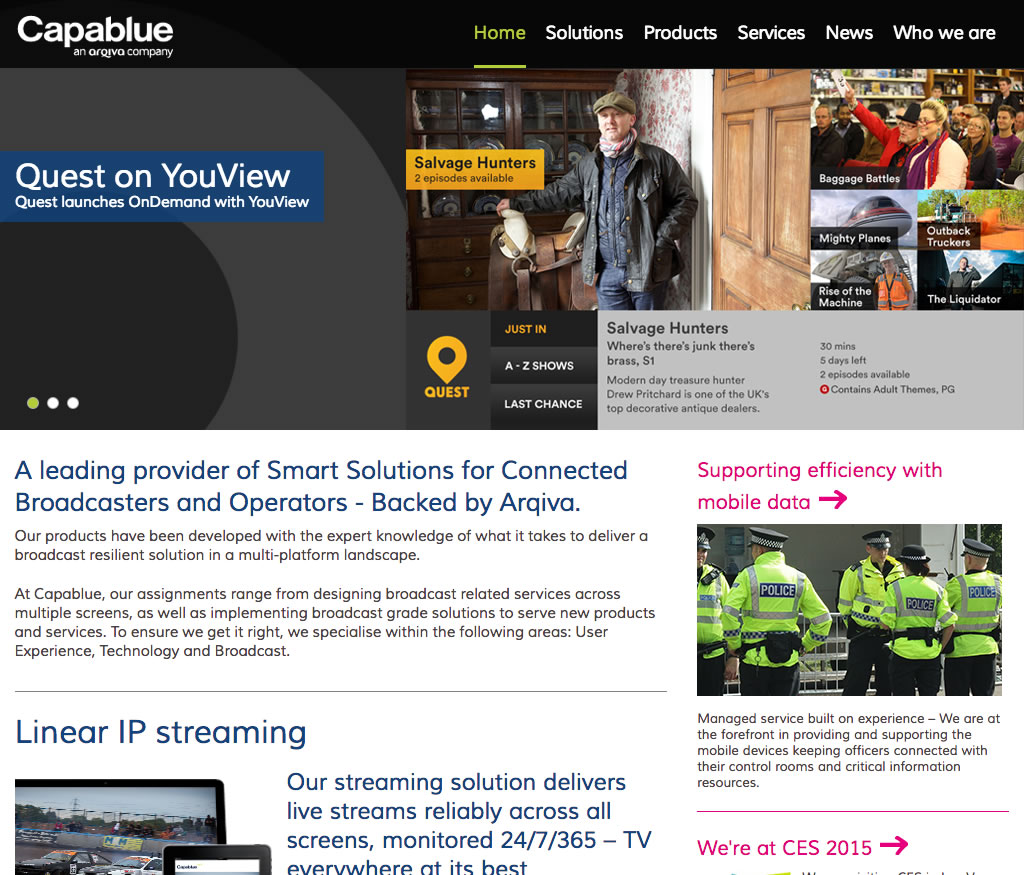 Capablue
an arqiva company
Home
Solutions
Products
Services
News
Who we are
Quest on YouView
Quest launches OnDemand with YouView
Salvage Hunters
2 episodes available
Baggage Battles
Mighty Planes
Outback
Truckers
Rise of the
Machine
The Liquidator
QUEST
JUST IN
A - Z SHOWS
LAST CHANCE
Salvage Hunters
Where's there's junk there's
brass, S1
Modern day treasure hunter
Drew Pritchard is one of the UK's
top decorative antique dealers.
30 mins
5 days left
2 episodes available
G Contains Adult Themes, PG
A leading provider of Smart Solutions for Connected
Broadcasters and Operators - Backed by Arqiva.
Our products have been developed with the expert knowledge of what it takes to deliver a
broadcast resilient solution in a multi-platform landscape.
At Capablue, our assignments range from designing broadcast related services across
multiple screens, as well as implementing broadcast grade solutions to serve new products
and services. To ensure we get it right, we specialise within the following areas: User
Experience, Technology and Broadcast.
Linear IP streaming
Our streaming solution delivers
live streams reliably across all
screens, monitored 24/7/365 – TV
everywhere at its best
Capablue
Supporting efficiency with
mobile data
POLICE
POLICE
POLICE
Managed service built on experience – We are at
the forefront in providing and supporting the
mobile devices keeping officers connected with
their control rooms and critical information
resources.
We're at CES 2015